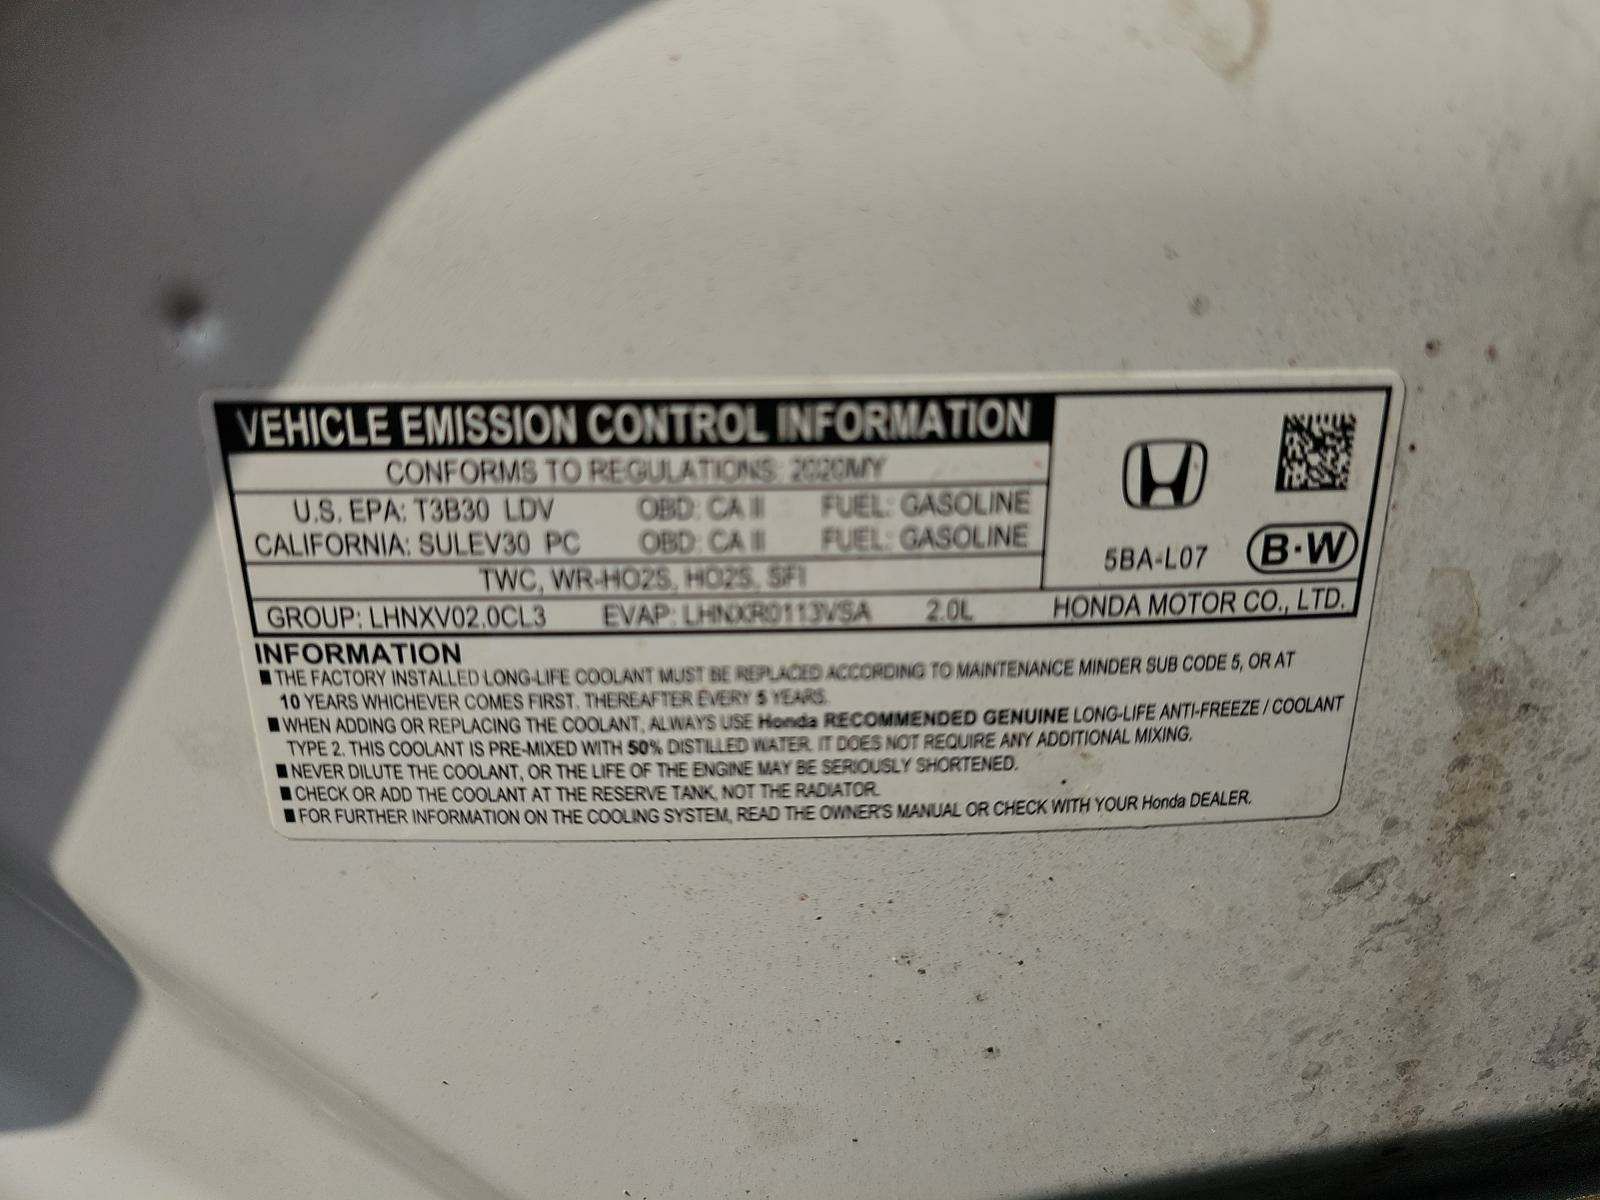 VEHICLE EMISSION CONTROL INFORMATION
CONFORMS TO REGULATIONS: 2020MY
U.S. EPA: T3B30 LDV OBD: CA II FUEL: GASOLINE
CALIFORNIA: SULEV30 PC OBD: CA II FUEL: GASOLINE
TWC, WR-HO2S, HO2S, SFI
5BA-L07 B·W
GROUP: LHNXV02.0CL3 EVAP: LHNXR0113VSA 2.0L HONDA MOTOR CO., LTD.
INFORMATION
■ THE FACTORY INSTALLED LONG-LIFE COOLANT MUST BE REPLACED ACCORDING TO MAINTENANCE MINDER SUB CODE 5, OR AT
10 YEARS WHICHEVER COMES FIRST. THEREAFTER EVERY 5 YEARS.
■ WHEN ADDING OR REPLACING THE COOLANT, ALWAYS USE Honda RECOMMENDED GENUINE LONG-LIFE ANTI-FREEZE / COOLANT
TYPE 2. THIS COOLANT IS PRE-MIXED WITH 50% DISTILLED WATER. IT DOES NOT REQUIRE ANY ADDITIONAL MIXING.
■ NEVER DILUTE THE COOLANT, OR THE LIFE OF THE ENGINE MAY BE SERIOUSLY SHORTENED.
■ CHECK OR ADD THE COOLANT AT THE RESERVE TANK, NOT THE RADIATOR.
■ FOR FURTHER INFORMATION ON THE COOLING SYSTEM, READ THE OWNER'S MANUAL OR CHECK WITH YOUR Honda DEALER.